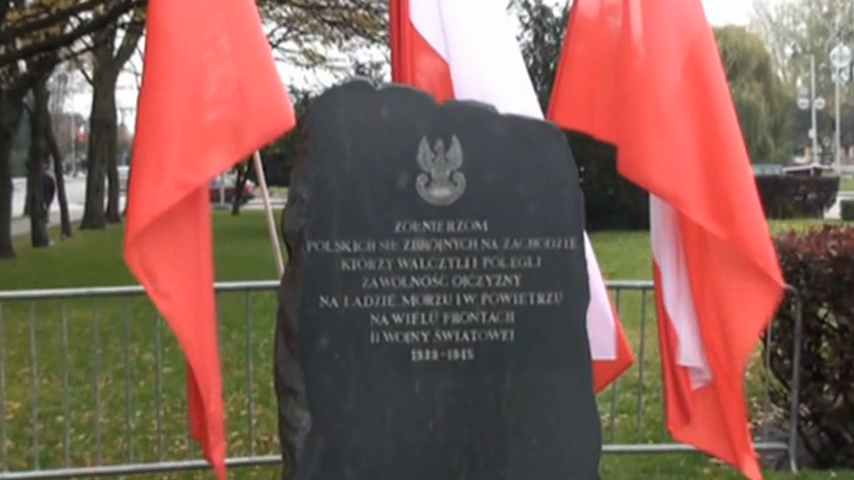 ŻOŁNIERZOM
POLSKICH SIŁ ZBRÓJNYCH NA ZACHODZIE
KTÓRZY WALCZYLI I POLEGLI
ZA WOLNOŚĆ OJCZYZNY
NA LĄDZIE, MORZU I W POWIETRZU
NA WIELU FRONTACH
II WOJNY ŚWIATOWEJ
1939-1945